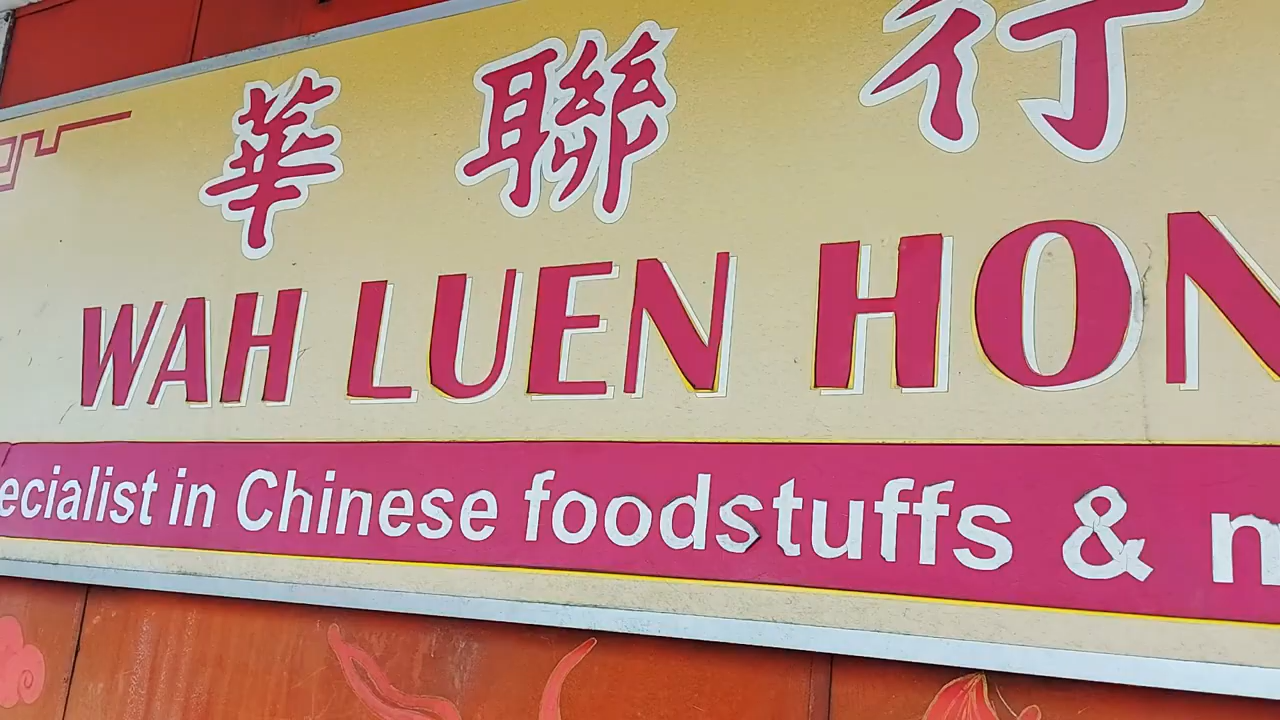 華聯行
WAH LUEN HON
ecialist in Chinese foodstuffs &